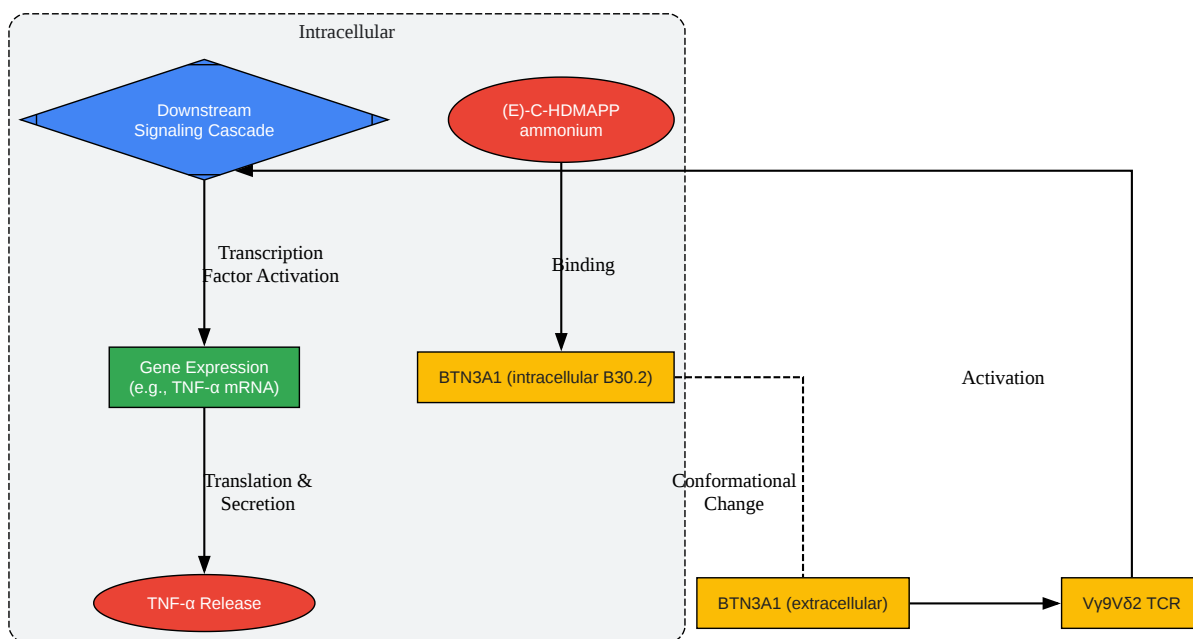 Intracellular
Downstream
Signaling Cascade
(E)-C-HDMAPP
ammonium
Transcription
Factor Activation
Binding
Gene Expression
(e.g., TNF-α mRNA)
BTN3A1 (intracellular B30.2)
Activation
Translation &
Secretion
Conformational
Change
TNF-α Release
BTN3A1 (extracellular)
Vγ9Vδ2 TCR